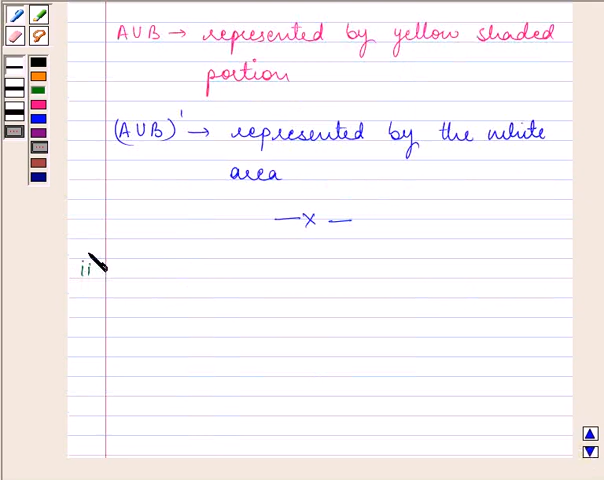 A∪B → represented by yellow shaded
portion
(A∪B)' → represented by the white
area
— x —
ii